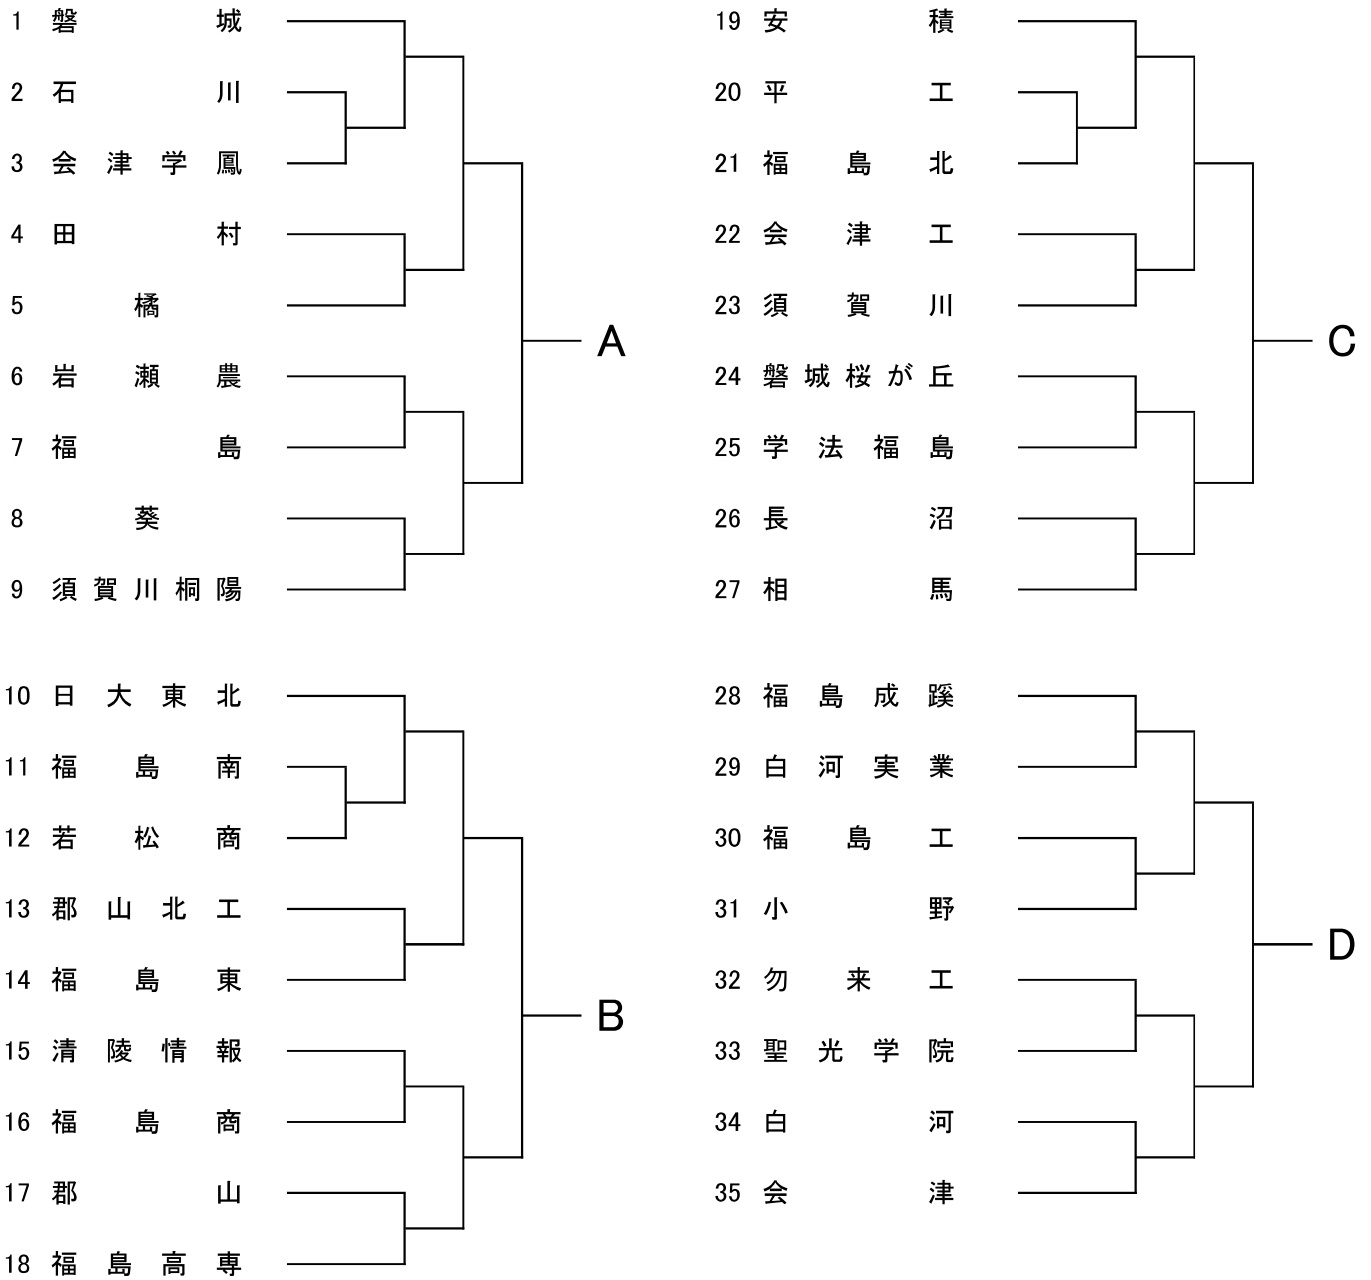 1 磐城
2 石川
3 会津学鳳
4 田村
5 橘
6 岩瀬農
7 福島
8 葵
9 須賀川桐陽
A
10 日大東北
11 福島南
12 若松商
13 郡山北工
14 福島東
15 清陵情報
16 福島商
17 郡山
18 福島高専
B
19 安積
20 平工
21 福島北
22 会津工
23 須賀川
24 磐城桜が丘
25 学法福島
26 長沼
27 相馬
C
28 福島成蹊
29 白河実業
30 福島工
31 小野
32 勿来工
33 聖光学院
34 白河
35 会津
D